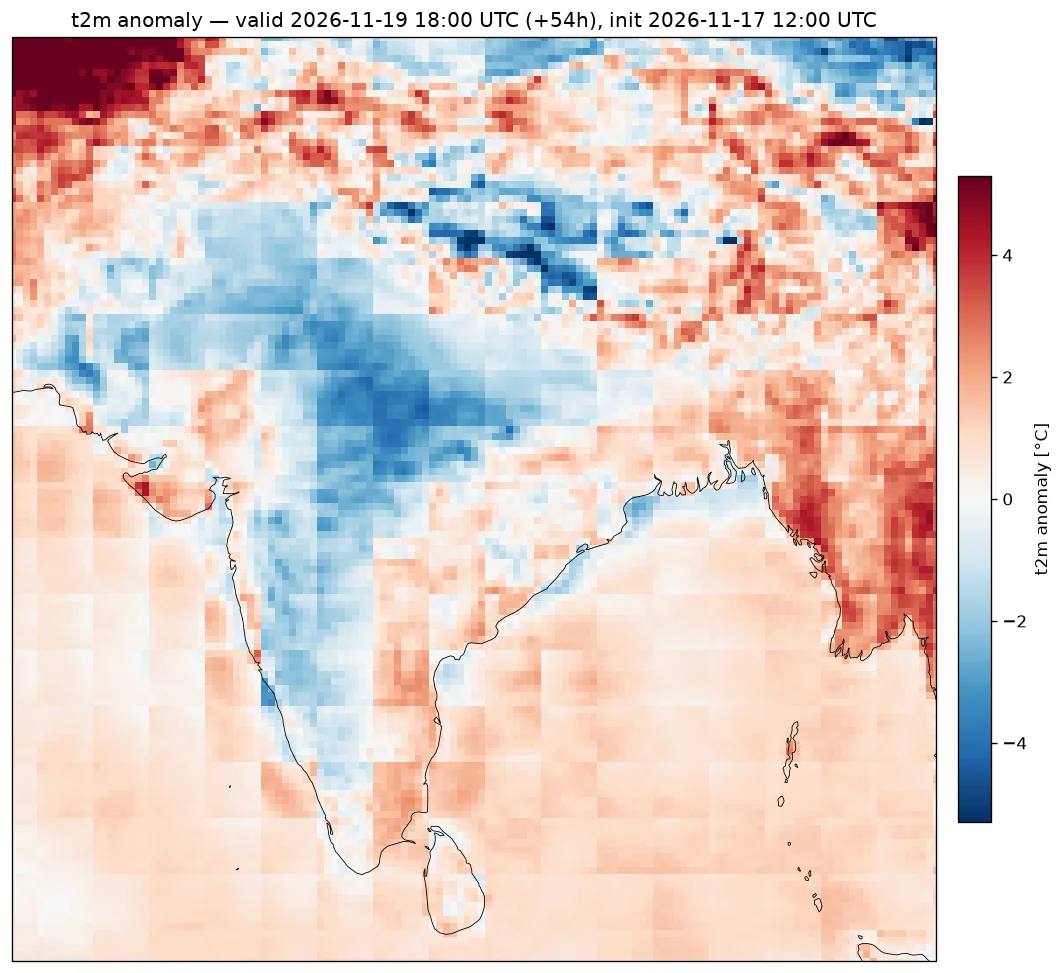 t2m anomaly — valid 2026-11-19 18:00 UTC (+54h), init 2026-11-17 12:00 UTC
4
2
0
−2
−4
t2m anomaly [°C]